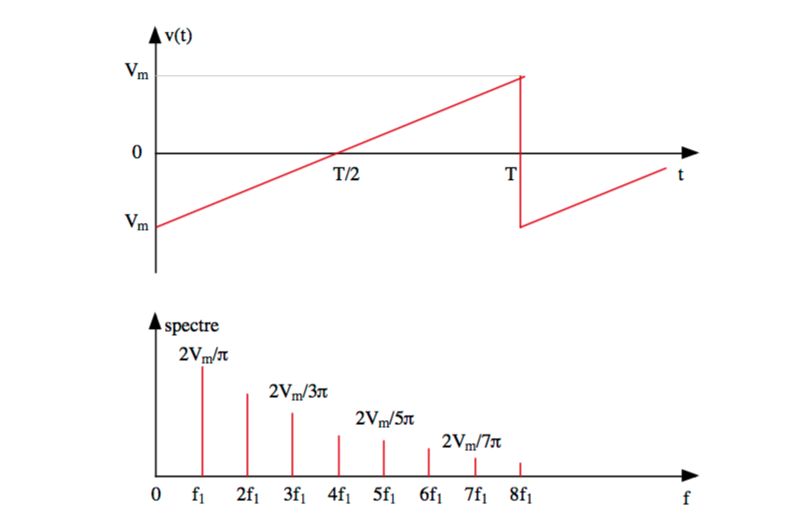 v(t)
Vₘ
0
T/2
T
t
Vₘ
spectre
2Vₘ/π
2Vₘ/3π
2Vₘ/5π
2Vₘ/7π
0 f₁ 2f₁ 3f₁ 4f₁ 5f₁ 6f₁ 7f₁ 8f₁ f